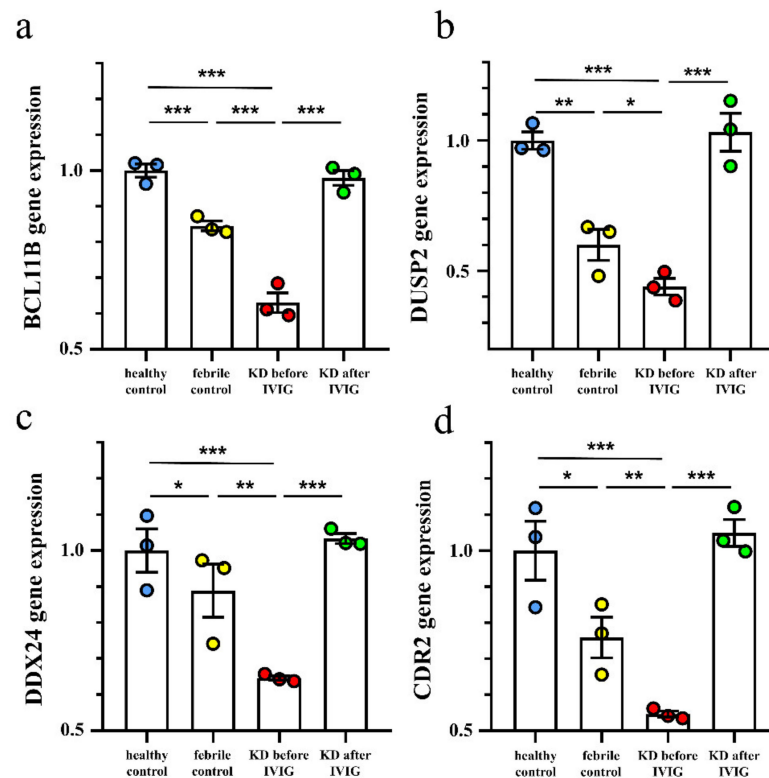 a
BCL11B gene expression
***
*** *** ***
1.0
0.5
healthy control
febrile control
KD before IVIG
KD after IVIG
b
DUSP2 gene expression
*** ***
** *
1.0
0.5
healthy control
febrile control
KD before IVIG
KD after IVIG
c
DDX24 gene expression
***
* ** ***
1.0
0.5
healthy control
febrile control
KD before IVIG
KD after IVIG
d
CDR2 gene expression
***
* ** ***
1.0
0.5
healthy control
febrile control
KD before IVIG
KD after IVIG